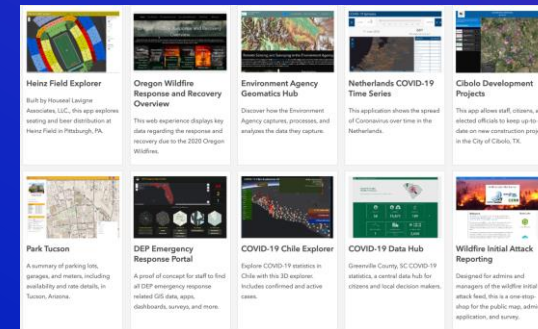 Heinz Field Explorer
Built by Houseal Lavigne
Associates, LLC., this app explores
seating and beer distribution at
Heinz Field in Pittsburgh, PA.
Oregon Wildfire
Response and Recovery
Overview
This web experience displays key
data regarding the response and
recovery due to the 2020 Oregon
Wildfires.
Environment Agency
Geomatics Hub
Discover how the Environment
Agency captures, processes, and
analyzes the data they capture.
Netherlands COVID-19
Time Series
This application shows the spread
of Coronavirus over time in the
Netherlands.
Cibolo Development
Projects
This app allows staff, citizens, a
elected officials to keep up-to
date on new construction proj
in the City of Cibolo, TX.
Park Tucson
A summary of parking lots,
garages, and meters, including
availability and rate details, in
Tucson, Arizona.
DEP Emergency
Response Portal
A proof of concept for staff to find
all DEP emergency response
related GIS data, apps,
dashboards, surveys, and more.
COVID-19 Chile Explorer
Explore COVID-19 statistics in
Chile with this 3D explorer.
Includes confirmed and active
cases.
COVID-19 Data Hub
Greenville County, SC COVID-19
statistics, a central data hub for
citizens and local decision makers.
Wildfire Initial Attack
Reporting
Designed for admins and
managers of the wildfire initial
attack feed, this is a one-stop-
shop for the public map, admi
application, and survey.